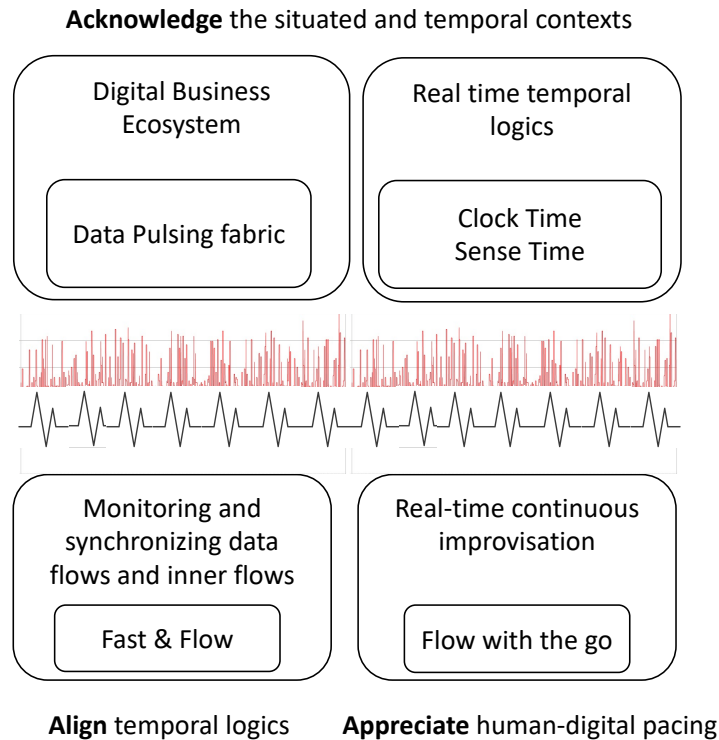 Acknowledge the situated and temporal contexts
Digital Business
Ecosystem
Data Pulsing fabric
Real time temporal
logics
Clock Time
Sense Time
Monitoring and
synchronizing data
flows and inner flows
Fast & Flow
Real-time continuous
improvisation
Flow with the go
Align temporal logics
Appreciate human-digital pacing